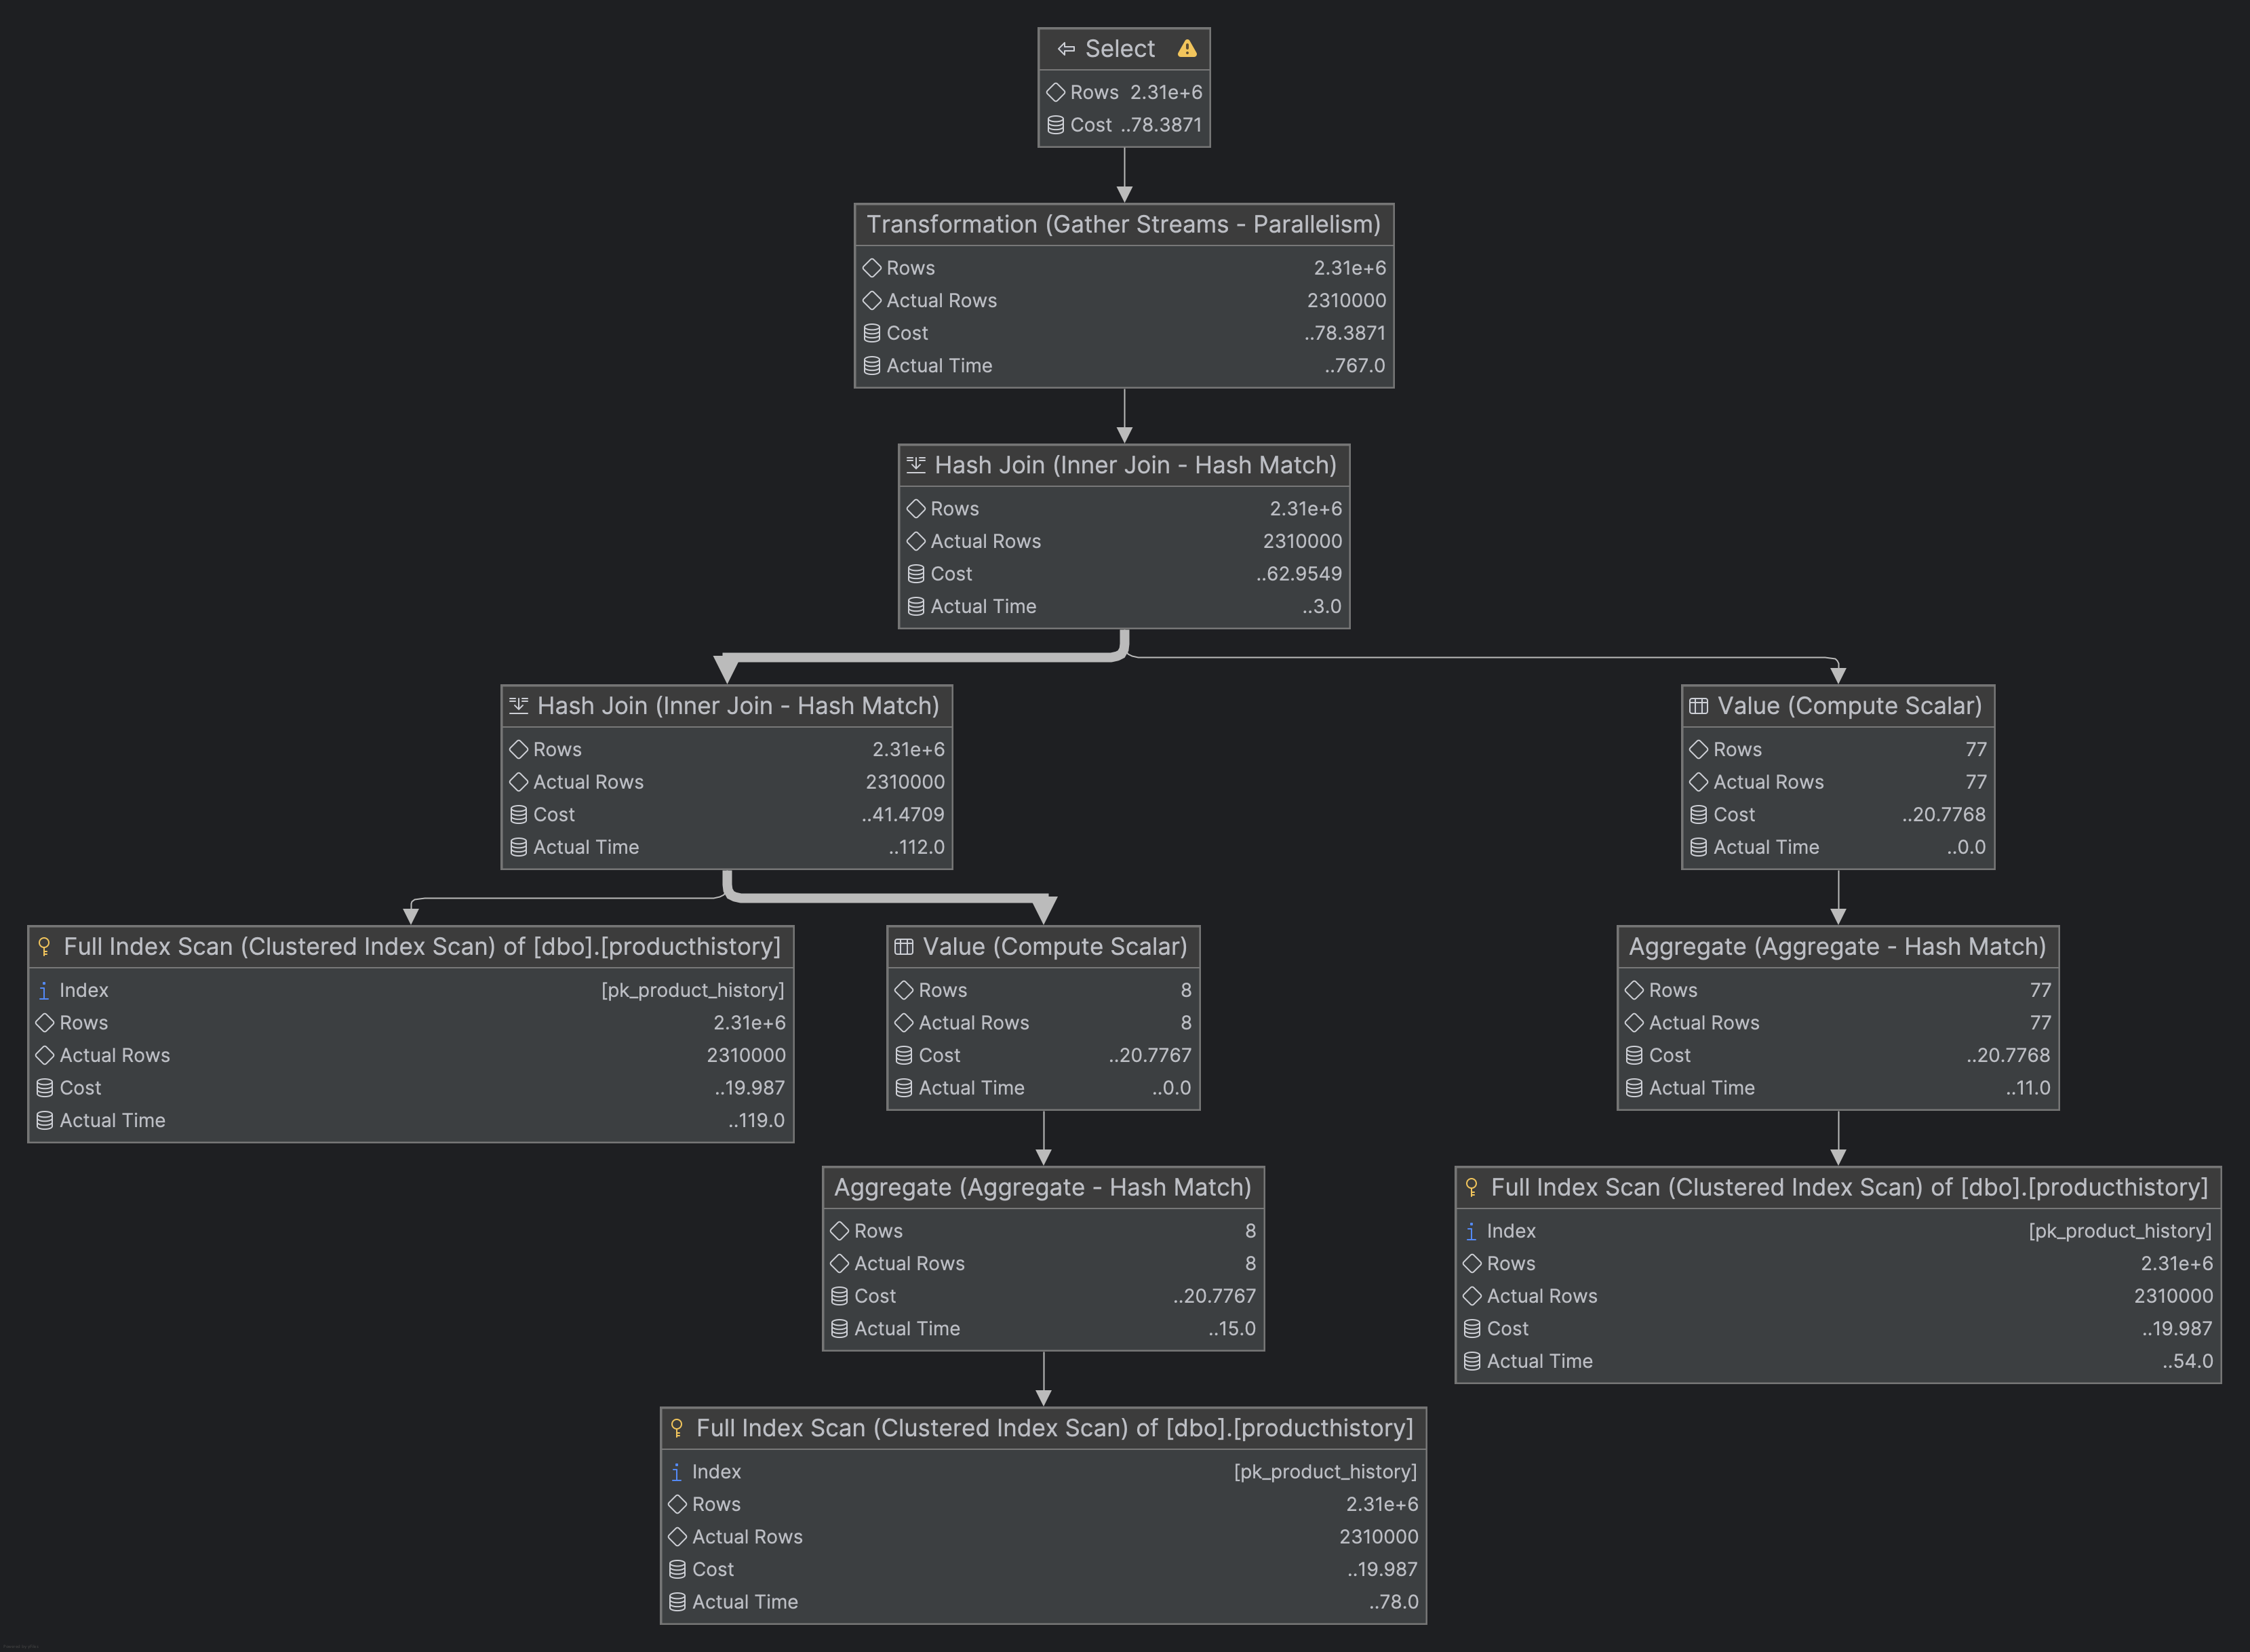 Select
Rows 2.31e+6
Cost ..78.3871
Transformation (Gather Streams - Parallelism)
Rows 2.31e+6
Actual Rows 2310000
Cost ..78.3871
Actual Time ..767.0
Hash Join (Inner Join - Hash Match)
Rows 2.31e+6
Actual Rows 2310000
Cost ..62.9549
Actual Time ..3.0
Hash Join (Inner Join - Hash Match)
Rows 2.31e+6
Actual Rows 2310000
Cost ..41.4709
Actual Time ..112.0
Value (Compute Scalar)
Rows 77
Actual Rows 77
Cost ..20.7768
Actual Time ..0.0
Full Index Scan (Clustered Index Scan) of [dbo].[producthistory]
Index [pk_product_history]
Rows 2.31e+6
Actual Rows 2310000
Cost ..19.987
Actual Time ..119.0
Value (Compute Scalar)
Rows 8
Actual Rows 8
Cost ..20.7767
Actual Time ..0.0
Aggregate (Aggregate - Hash Match)
Rows 77
Actual Rows 77
Cost ..20.7768
Actual Time ..11.0
Aggregate (Aggregate - Hash Match)
Rows 8
Actual Rows 8
Cost ..20.7767
Actual Time ..15.0
Full Index Scan (Clustered Index Scan) of [dbo].[producthistory]
Index [pk_product_history]
Rows 2.31e+6
Actual Rows 2310000
Cost ..19.987
Actual Time ..54.0
Full Index Scan (Clustered Index Scan) of [dbo].[producthistory]
Index [pk_product_history]
Rows 2.31e+6
Actual Rows 2310000
Cost ..19.987
Actual Time ..78.0